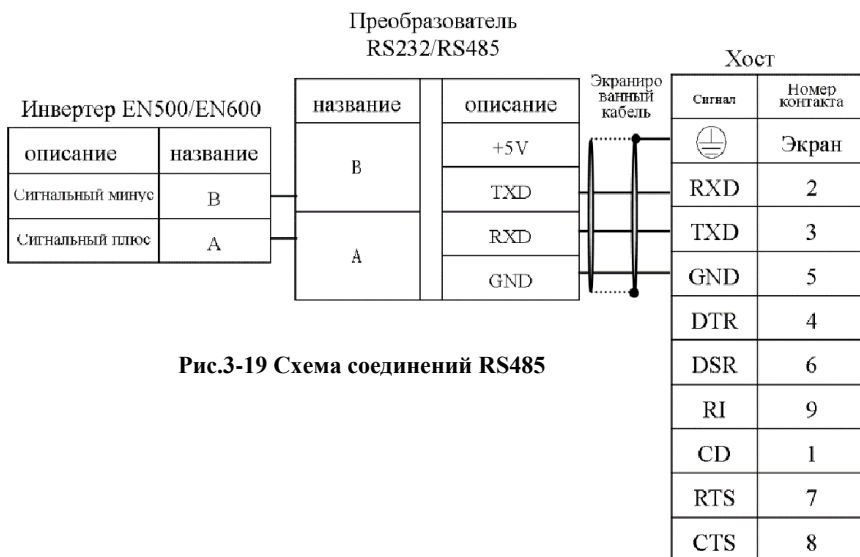 Преобразователь
RS232/RS485
Инвертер EN500/EN600
описание название
Сигнальный минус B
Сигнальный плюс A
название описание
B
A
+5V
TXD
RXD
GND
Экраниро
ванный
кабель
Хост
Сигнал Номер
контакта
Экран
RXD 2
TXD 3
GND 5
DTR 4
DSR 6
RI 9
CD 1
RTS 7
CTS 8
Рис.3-19 Схема соединений RS485